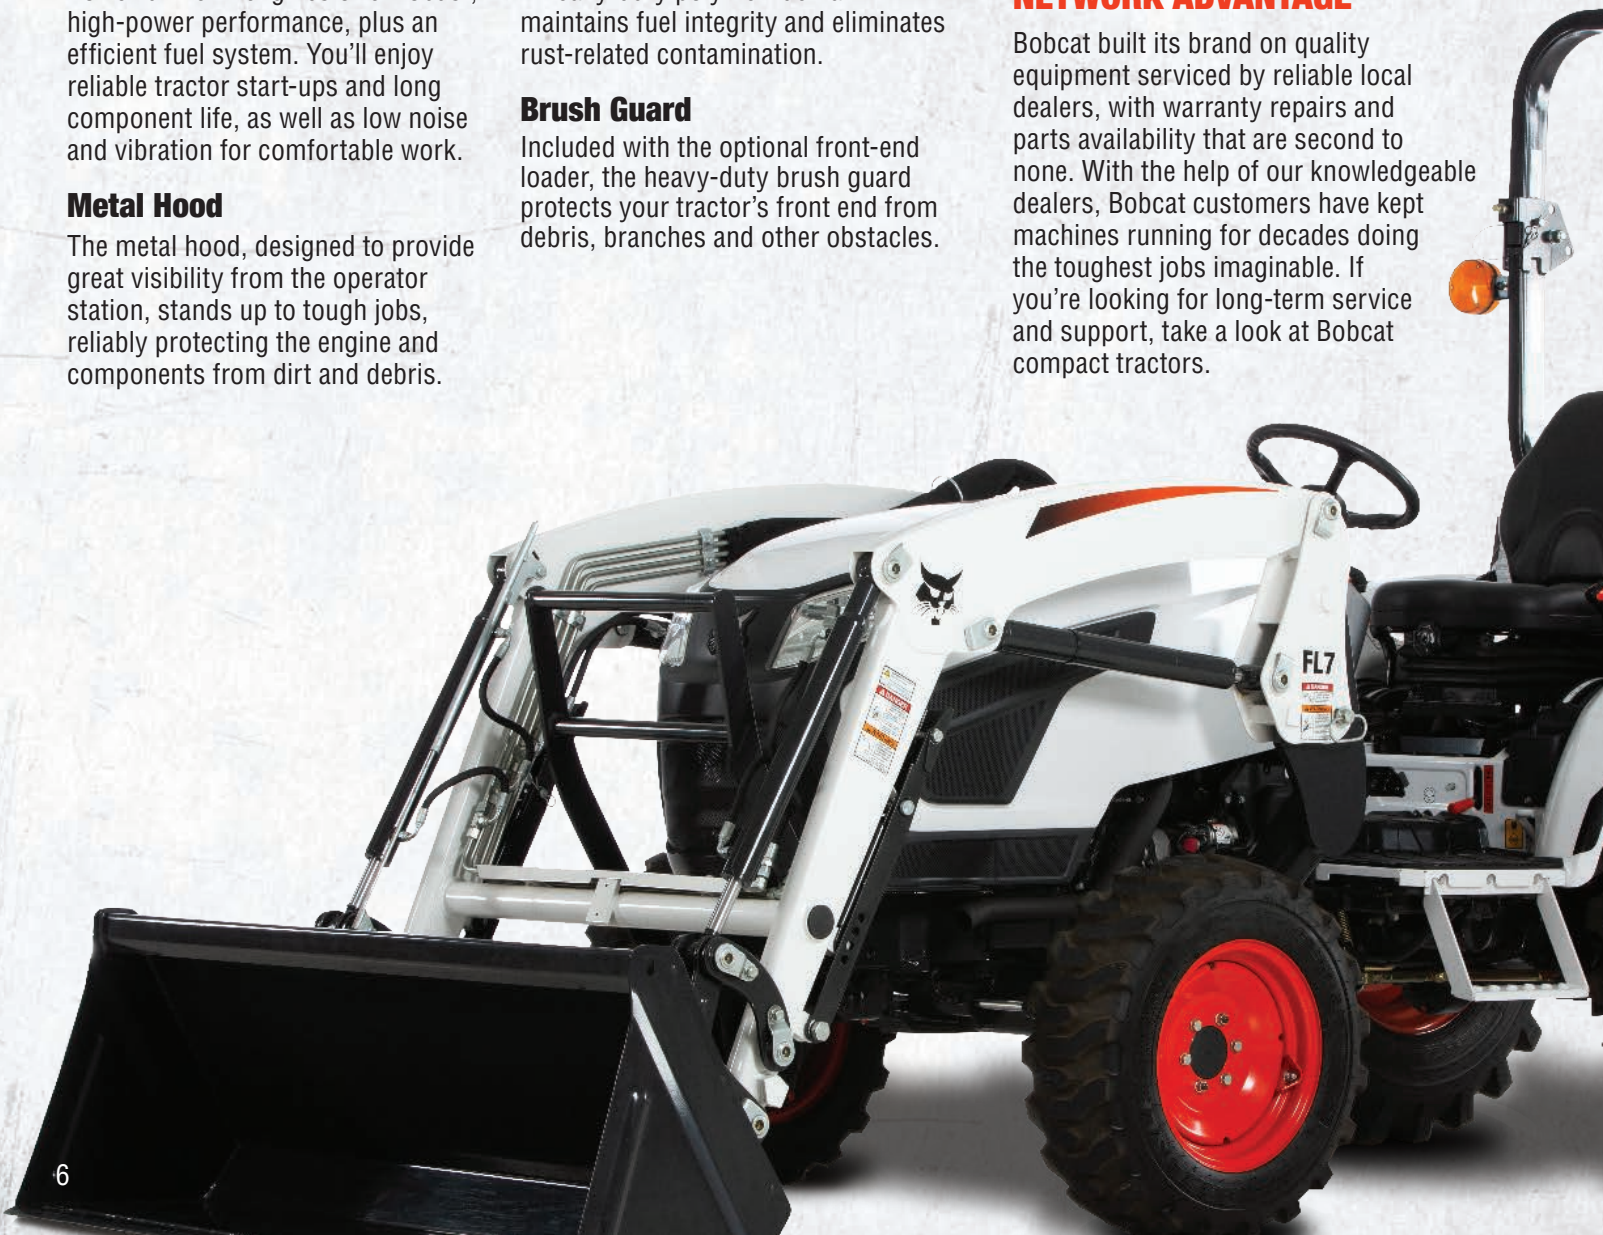 high-power performance, plus an
efficient fuel system. You’ll enjoy
reliable tractor start-ups and long
component life, as well as low noise
and vibration for comfortable work.
Metal Hood
The metal hood, designed to provide
great visibility from the operator
station, stands up to tough jobs,
reliably protecting the engine and
components from dirt and debris.
maintains fuel integrity and eliminates
rust-related contamination.
Brush Guard
Included with the optional front-end
loader, the heavy-duty brush guard
protects your tractor’s front end from
debris, branches and other obstacles.
NETWORK ADVANTAGE
Bobcat built its brand on quality
equipment serviced by reliable local
dealers, with warranty repairs and
parts availability that are second to
none. With the help of our knowledgeable
dealers, Bobcat customers have kept
machines running for decades doing
the toughest jobs imaginable. If
you’re looking for long-term service
and support, take a look at Bobcat
compact tractors.
FL7
DANGER
6